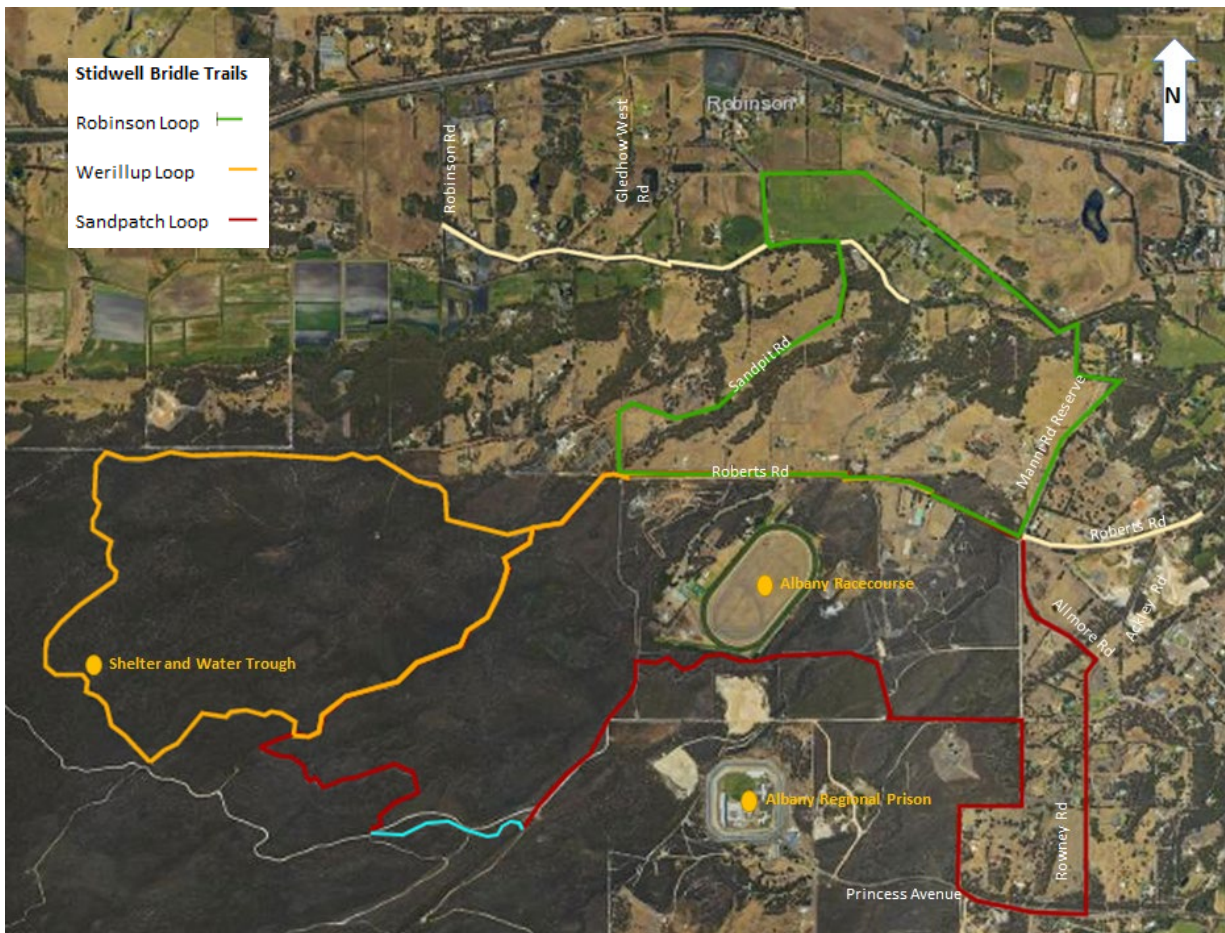 Stidwell Bridle Trails
Robinson Loop
Werillup Loop
Sandpatch Loop
N
Robinson
Robinson Rd
Gledhow West
Rd
Sandpit Rd
Mann Rd Reserve
Roberts Rd
Roberts Rd
Albany Racecourse
Ackley Rd
Allmore Rd
Shelter and Water Trough
Albany Regional Prison
Rowney Rd
Princess Avenue